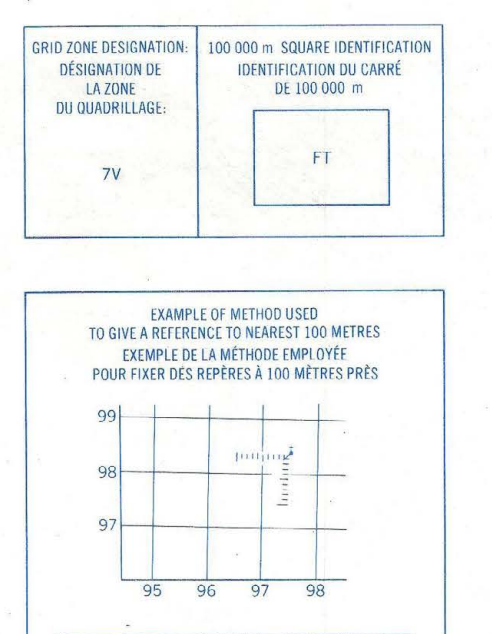 GRID ZONE DESIGNATION:
DÉSIGNATION DE
LA ZONE
DU QUADRILLAGE:
7V
100 000 m SQUARE IDENTIFICATION
IDENTIFICATION DU CARRÉ
DE 100 000 m
FT
EXAMPLE OF METHOD USED
TO GIVE A REFERENCE TO NEAREST 100 METRES
EXEMPLE DE LA MÉTHODE EMPLOYÉE
POUR FIXER DES REPÈRES À 100 MÈTRES PRÈS
99
98
97
95 96 97 98